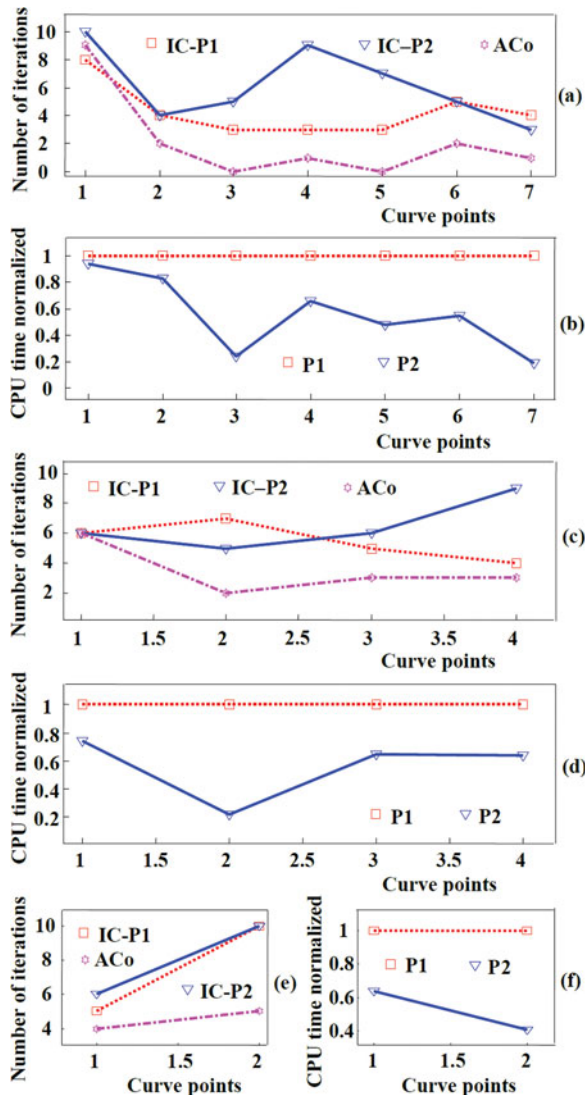 10
8
6
4
2
0
Number of iterations
IC-P1
IC–P2
ACo
(a)
1 2 3 4 5 6 7
Curve points
1
0.8
0.6
0.4
0.2
0
CPU time normalized
P1
P2
(b)
1 2 3 4 5 6 7
Curve points
10
8
6
4
2
Number of iterations
IC-P1
IC–P2
ACo
(c)
1 1.5 2 2.5 3 3.5 4
Curve points
1
0.8
0.6
0.4
0.2
CPU time normalized
P1
P2
(d)
1 1.5 2 2.5 3 3.5 4
Curve points
10
8
6
4
Number of iterations
IC-P1
ACo
IC-P2
(e)
1 1.5 2
Curve points
1
0.8
0.6
0.4
CPU time normalized
P1
P2
(f)
1 1.5 2
Curve points